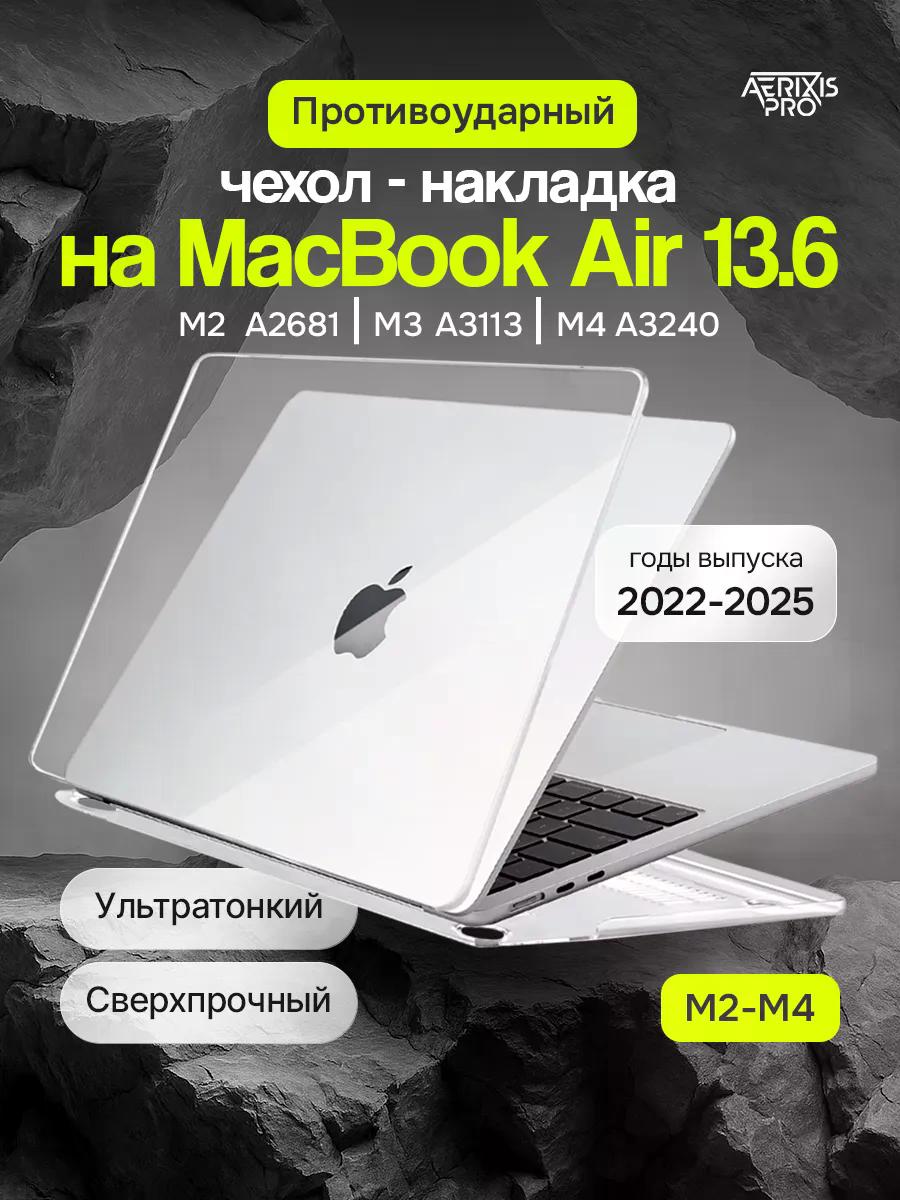 AERIXIS
PRO
Противоударный
чехол - накладка
на MacBook Air 13.6
M2 A2681 | M3 A3113 | M4 A3240
годы выпуска
2022-2025
Ультратонкий
Сверхпрочный
M2-M4